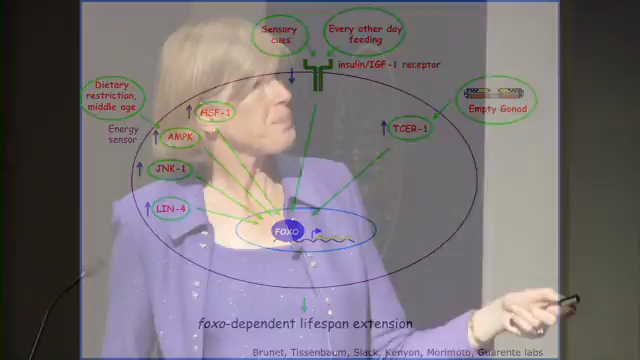 Sensory
cues
Every other day
feeding
insulin/IGF-1 receptor
Dietary
restriction,
middle age
Empty Gonad
HSF-1
TCER-1
Energy
sensor
AMPK
JNK-1
LIN-4
FOXO
foxo-dependent lifespan extension
Brunet, Tissenbaum, Slack, Kenyon, Morimoto, Guarente labs